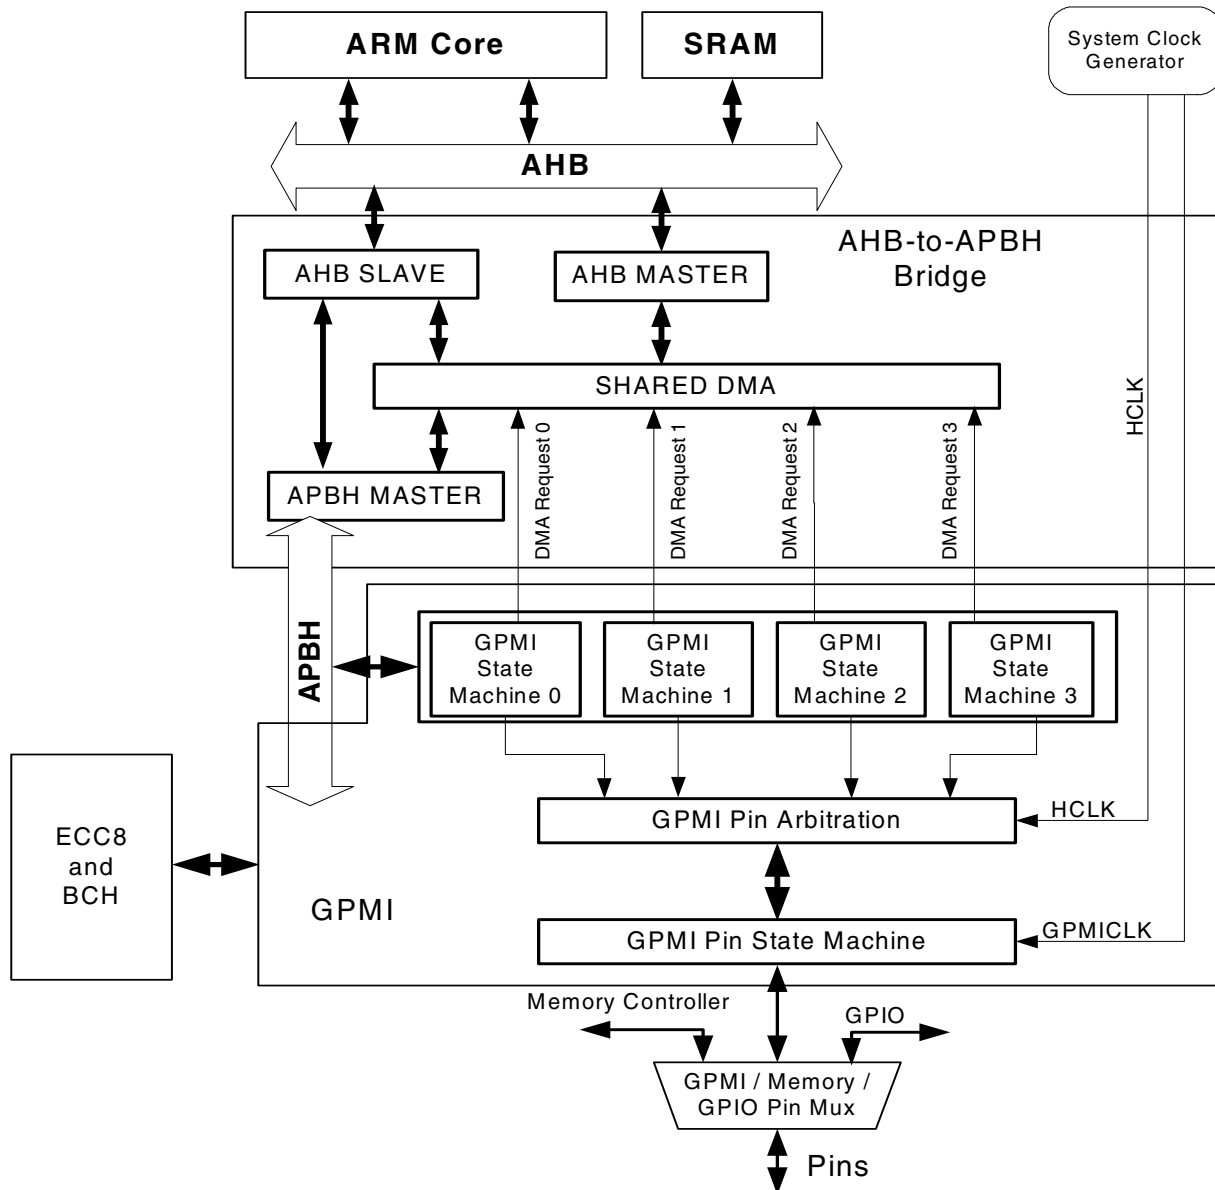 ARM Core
SRAM
System Clock
Generator
AHB
AHB-to-APBH
Bridge
AHB SLAVE
AHB MASTER
SHARED DMA
HCLK
DMA Request 0
DMA Request 1
DMA Request 2
DMA Request 3
APBH MASTER
APBH
GPMI
State
Machine 0
GPMI
State
Machine 1
GPMI
State
Machine 2
GPMI
State
Machine 3
GPMI Pin Arbitration
HCLK
ECC8
and
BCH
GPMI
GPMI Pin State Machine
GPMICLK
Memory Controller
GPIO
GPMI / Memory /
GPIO Pin Mux
Pins